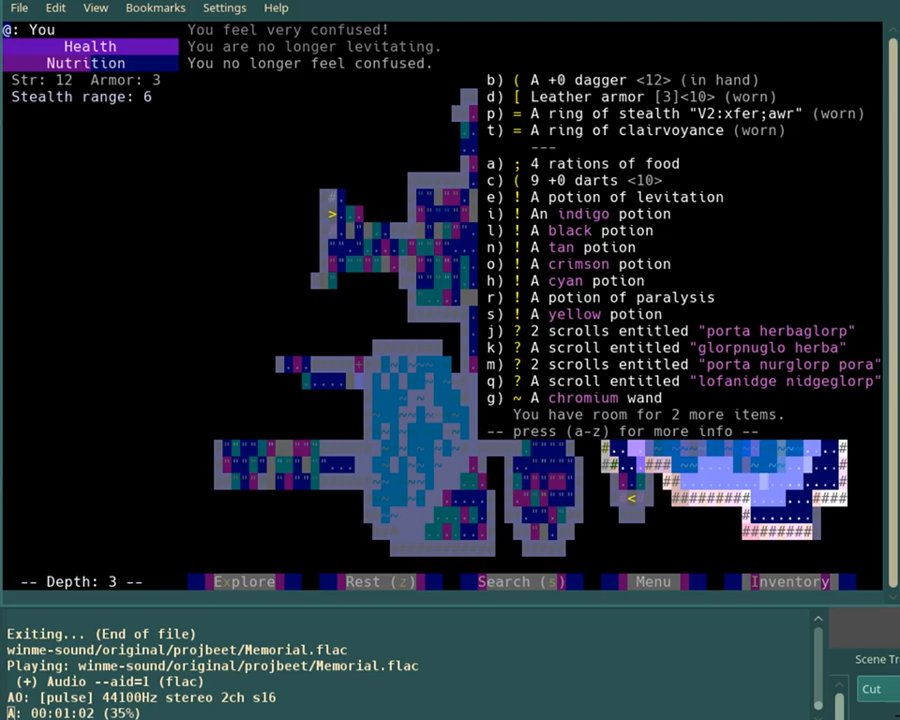 File Edit View Bookmarks Settings Help
@: You
You feel very confused!
Health
You are no longer levitating.
Nutrition
You no longer feel confused.
Str: 12 Armor: 3
Stealth range: 6
b) ( A +0 dagger <12> (in hand)
d) [ Leather armor [3]<10> (worn)
p) = A ring of stealth "V2:xfer;awr" (worn)
t) = A ring of clairvoyance (worn)
---
a) ; 4 rations of food
c) ( 9 +0 darts <10>
e) ! A potion of levitation
i) ! An indigo potion
l) ! A black potion
n) ! A tan potion
o) ! A crimson potion
h) ! A cyan potion
r) ! A potion of paralysis
s) ! A yellow potion
j) ? 2 scrolls entitled "porta herbaglorp"
k) ? A scroll entitled "glorpnuglo herba"
m) ? 2 scrolls entitled "porta nurglorp pora"
q) ? A scroll entitled "lofanidge nidgeglorp"
g) ~ A chromium wand
You have room for 2 more items.
-- press (a-z) for more info --
-- Depth: 3 --
Explore Rest (z) Search (s) Menu Inventory
Exiting... (End of file)
winme-sound/original/projbeet/Memorial.flac
Playing: winme-sound/original/projbeet/Memorial.flac
(+) Audio --aid=1 (flac)
AO: [pulse] 44100Hz stereo 2ch s16
A: 00:01:02 (35%)
Scene Tr
Cut